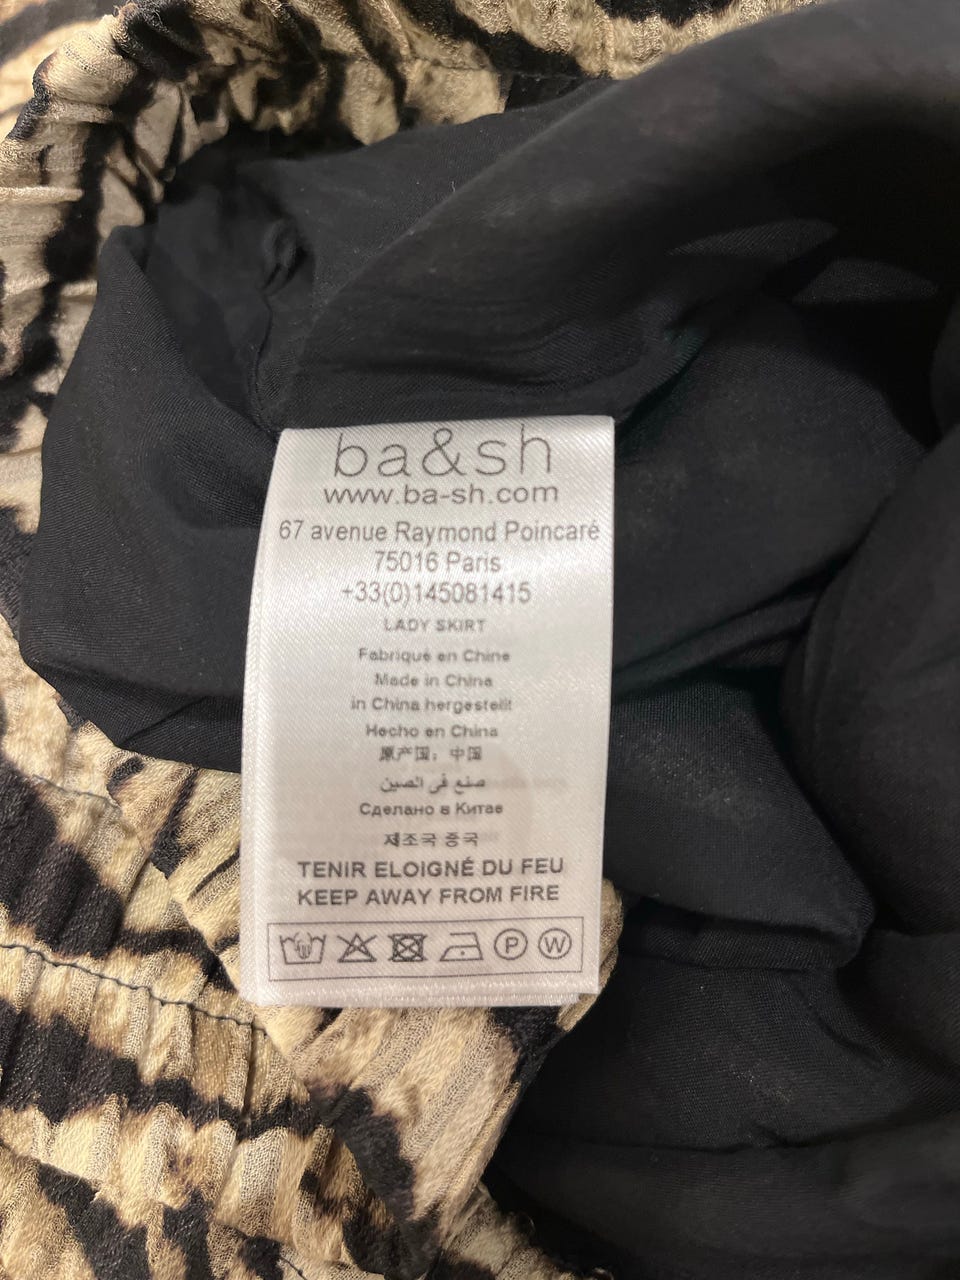 ba&sh
www.ba-sh.com
67 avenue Raymond Poincaré
75016 Paris
+33(0)145081415
LADY SKIRT
Fabriqué en Chine
Made in China
in China hergestellt
Hecho en China
原产国：中国
صنع في الصين
Сделано в Китае
제조국 중국
TENIR ELOIGNÉ DU FEU
KEEP AWAY FROM FIRE
P W